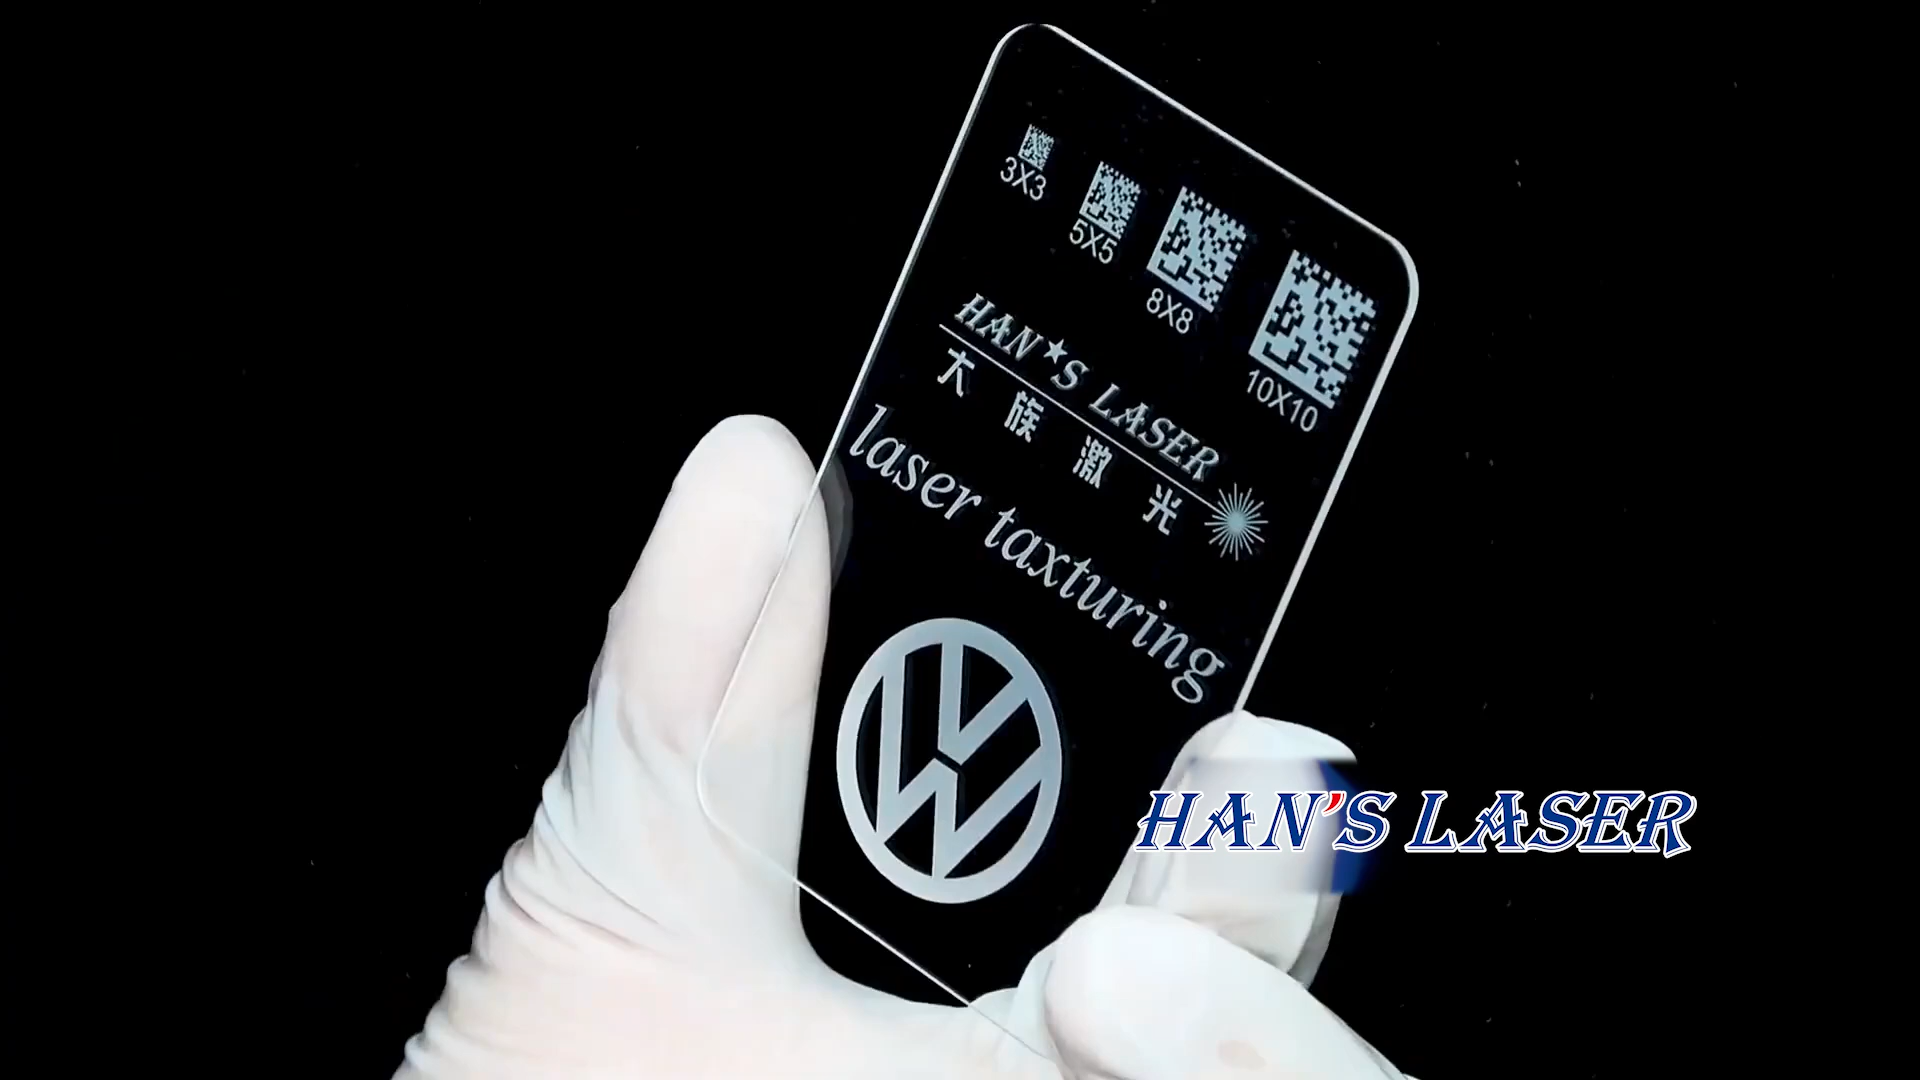 3X3
5X5
8X8
10X10
HAN★S LASER
大族激光
laser taxturing
HAN'S LASER